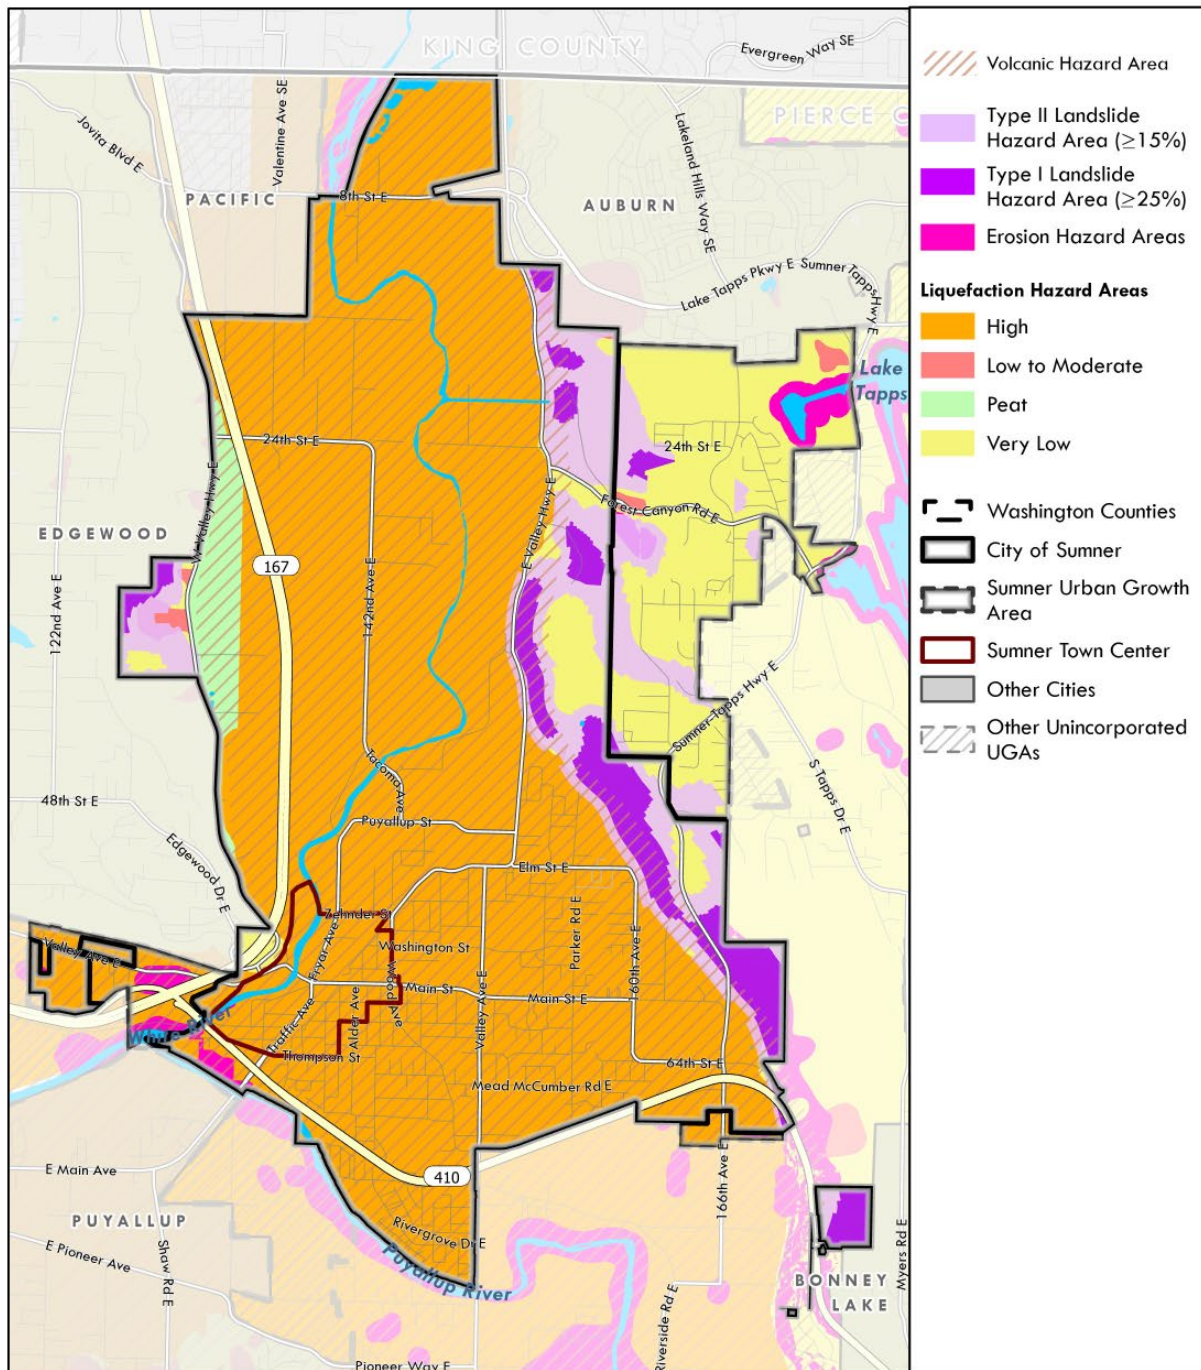 KING COUNTY
Evergreen Way SE
Jovita Blvd E
Valentine Ave SE
Lakeland Hills Way SE
PIERCE C
PACIFIC
8th St E
AUBURN
Lake Tapps Pkwy E
Sumner Tapps Hwy E
Lake
Tapps
24th St E
24th St E
W Valley Hwy E
E Valley Hwy E
Forest Canyon Rd E
EDGEWOOD
167
122nd Ave E
142nd Ave E
Sumner-Tapps Hwy E
S Tapps Dr E
Tacoma Ave
48th St E
Puyallup St
Edgewood Dr E
Elm St E
Zehnder St
Parker Rd E
Valley Ave E
Fryar Ave
Washington St
Wood Ave
160th Ave E
Main St
Main St E
Valley Ave E
White River
Traffic Ave
Alder Ave
Thompson St
64th St E
Mead McCumber Rd E
E Main Ave
410
166th Ave E
PUYALLUP
Rivergrove Dr E
E Pioneer Ave
Shaw Rd E
Puyallup River
Myers Rd E
BONNEY
LAKE
Riverside Rd E
Pioneer Way E
Volcanic Hazard Area
Type II Landslide
Hazard Area (≥15%)
Type I Landslide
Hazard Area (≥25%)
Erosion Hazard Areas
Liquefaction Hazard Areas
High
Low to Moderate
Peat
Very Low
Washington Counties
City of Sumner
Sumner Urban Growth
Area
Sumner Town Center
Other Cities
Other Unincorporated
UGAs